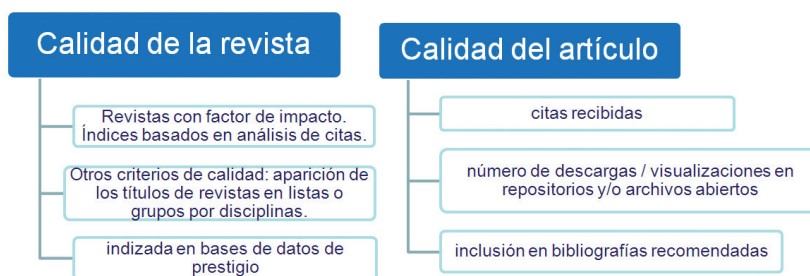 Calidad de la revista
Revistas con factor de impacto.
Índices basados en análisis de citas.
Otros criterios de calidad: aparición de
los títulos de revistas en listas o
grupos por disciplinas.
indizada en bases de datos de
prestigio
Calidad del artículo
citas recibidas
número de descargas / visualizaciones en
repositorios y/o archivos abiertos
inclusión en bibliografías recomendadas